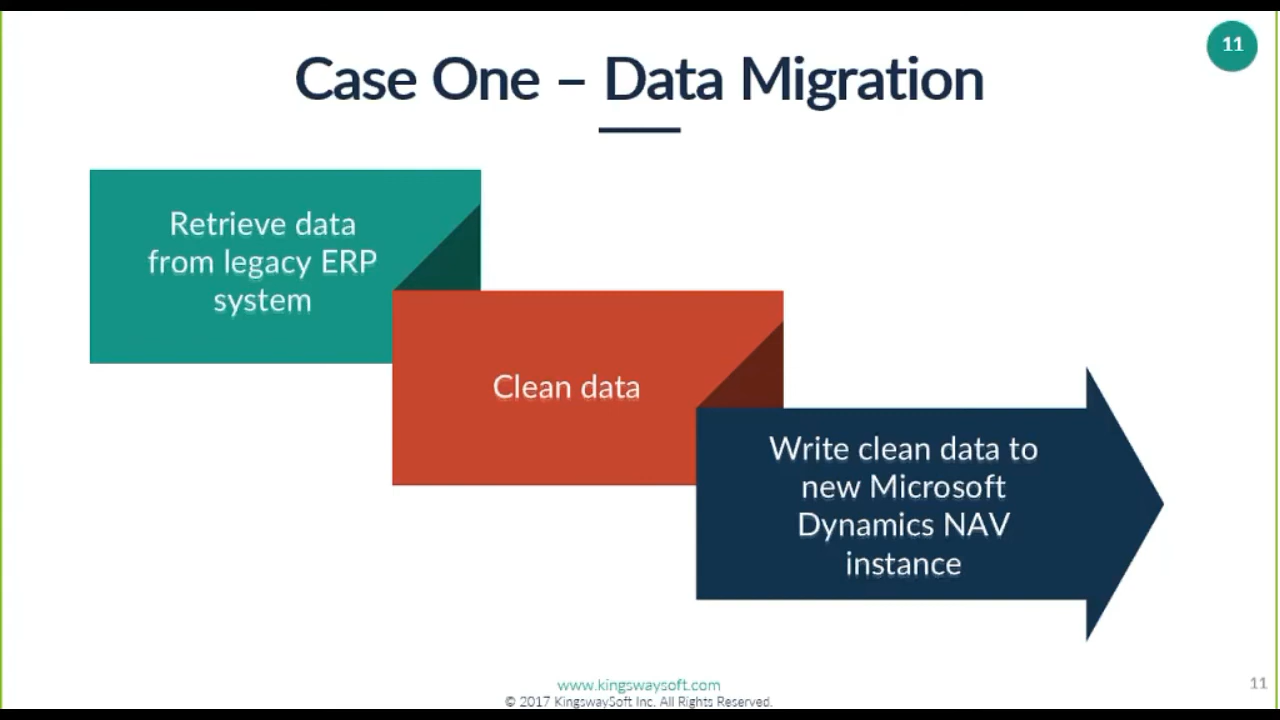 11
Case One – Data Migration
Retrieve data
from legacy ERP
system
Clean data
Write clean data to
new Microsoft
Dynamics NAV
instance
www.kingswaysoft.com
© 2017 KingswaySoft Inc. All Rights Reserved.
11